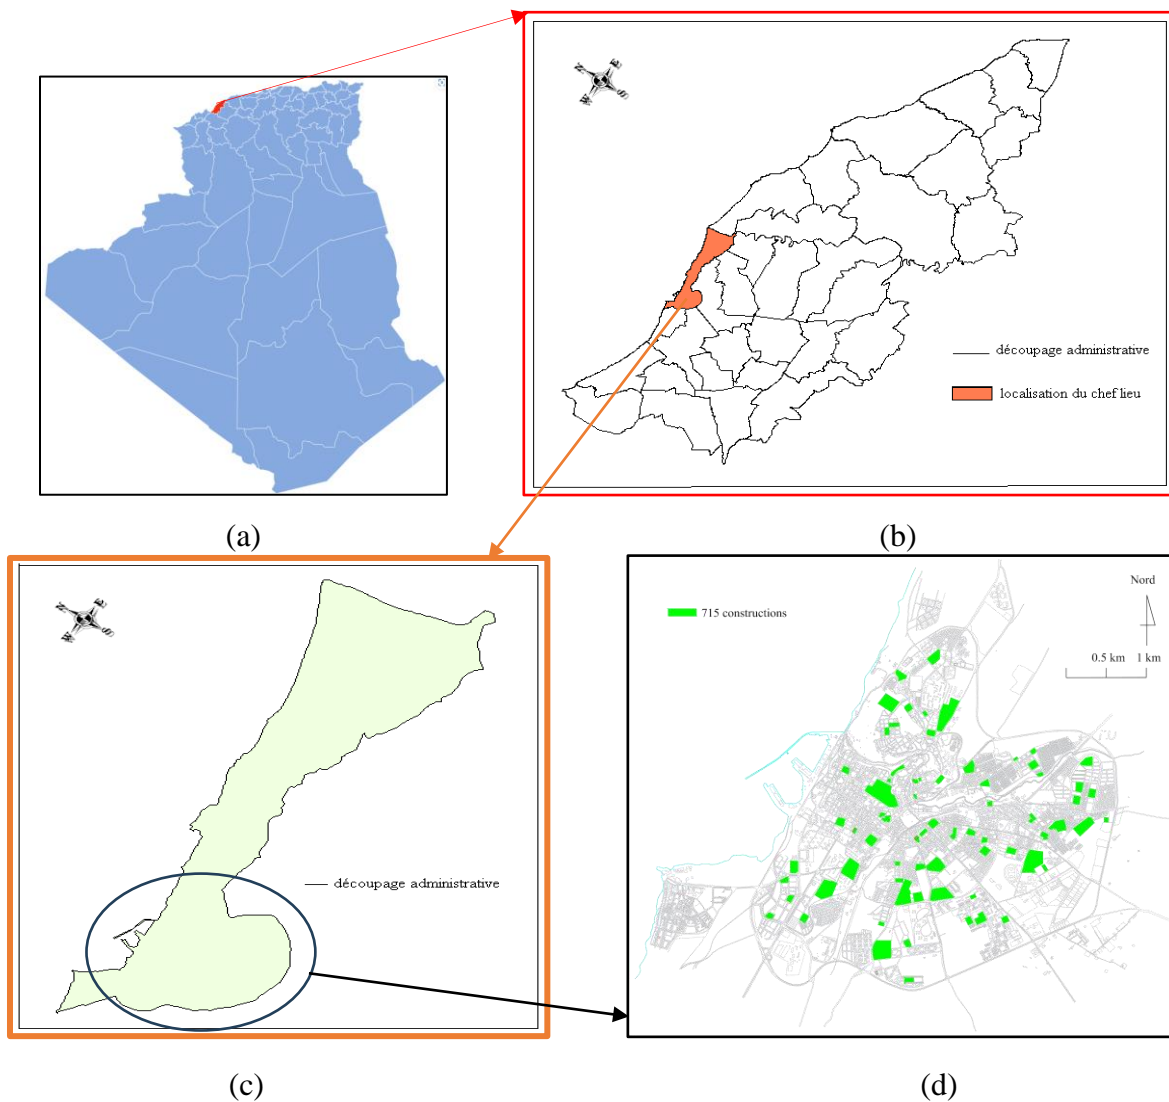 découpage administrative
localisation du chef lieu
(a)
(b)
découpage administrative
715 constructions
Nord
0.5 km
1 km
(c)
(d)